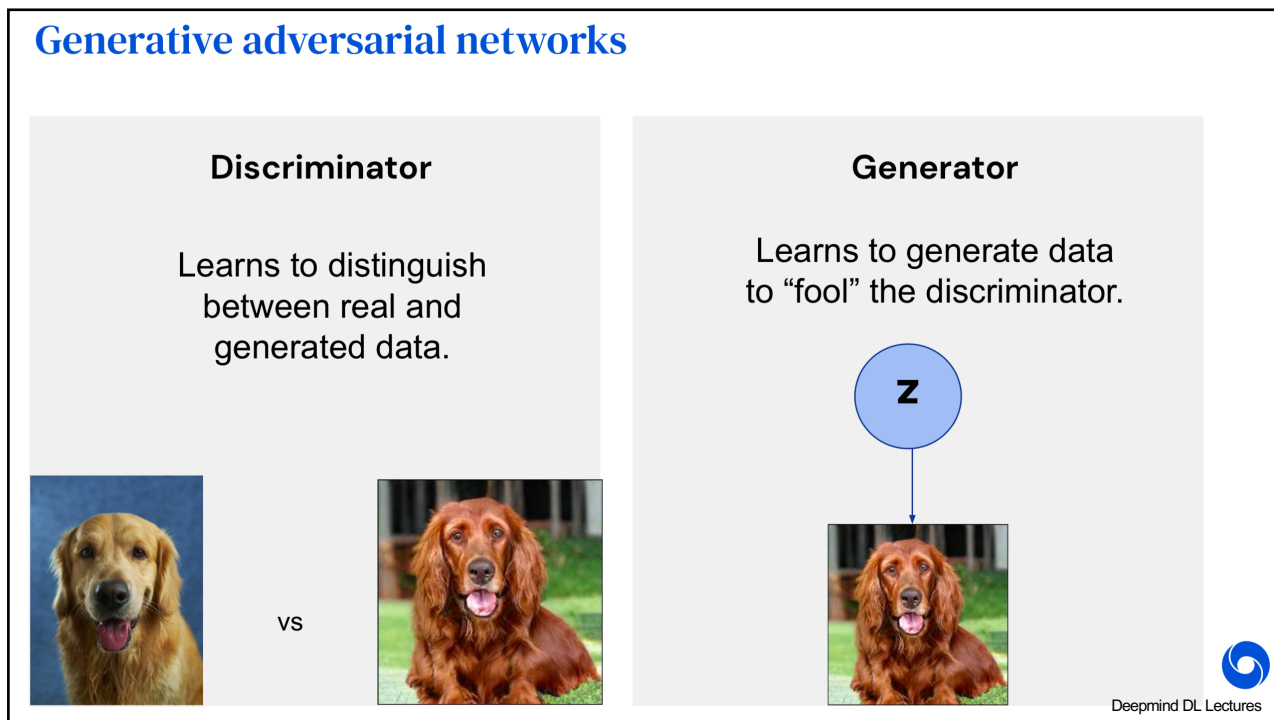 Generative adversarial networks
Discriminator
Learns to distinguish
between real and
generated data.
vs
Generator
Learns to generate data
to “fool” the discriminator.
z
Deepmind DL Lectures